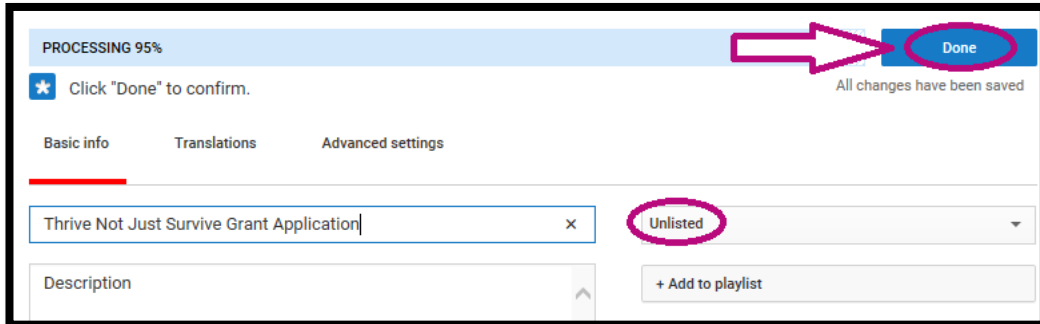 PROCESSING 95%
Done
Click "Done" to confirm.
All changes have been saved
Basic info Translations Advanced settings
Thrive Not Just Survive Grant Application ×
Unlisted
Description
+ Add to playlist